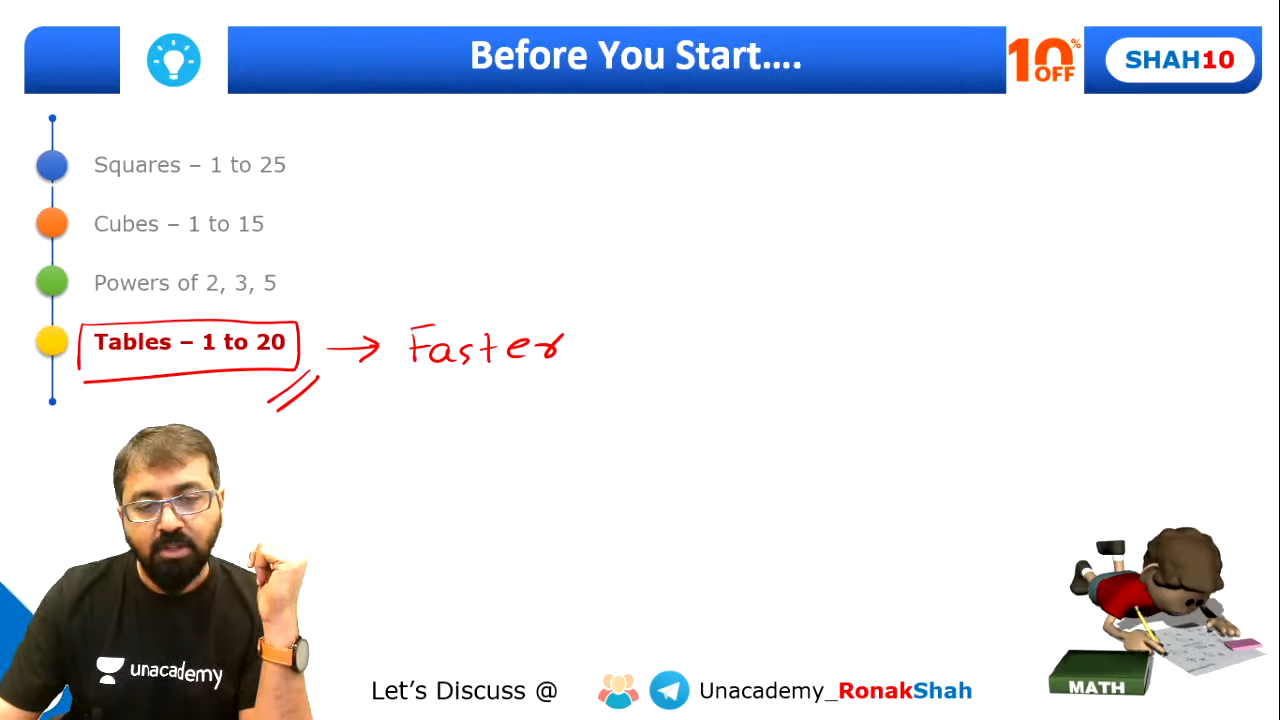 Before You Start....
10% OFF
SHAH10
Squares – 1 to 25
Cubes – 1 to 15
Powers of 2, 3, 5
Tables – 1 to 20 → Faster
unacademy
MATH
Let's Discuss @ Unacademy_RonakShah